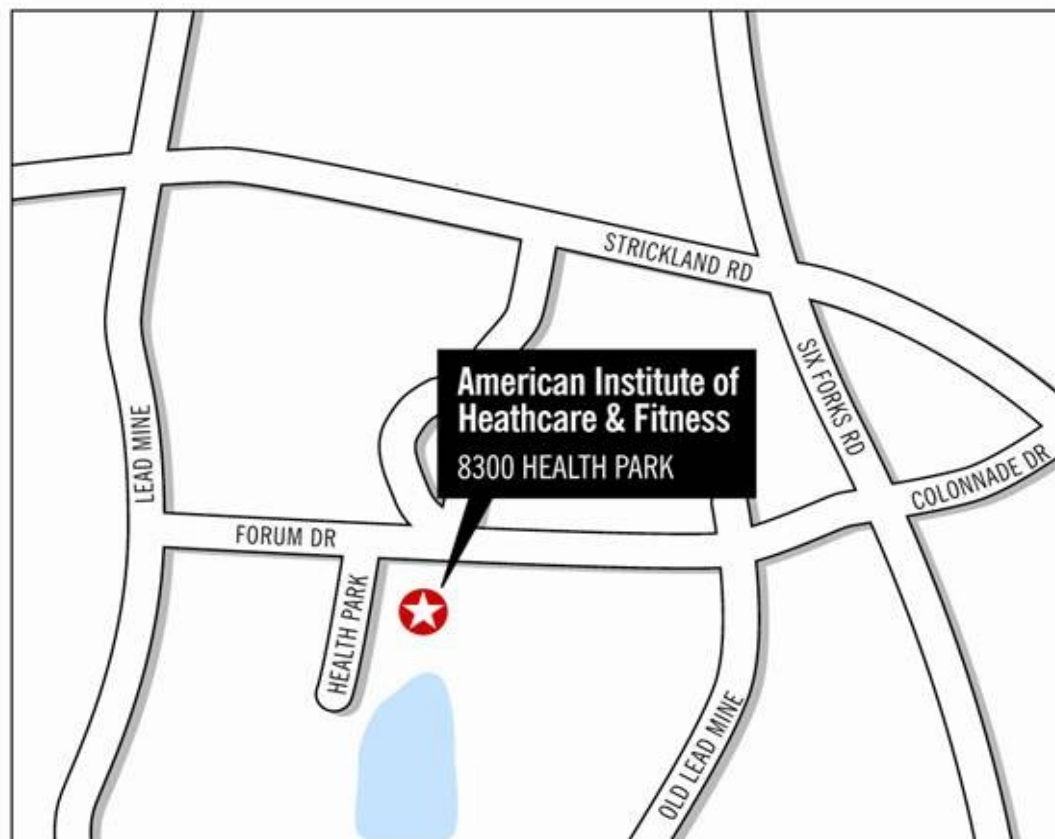 STRICKLAND RD
SIX FORKS RD
American Institute of
Heathcare & Fitness
8300 HEALTH PARK
LEAD MINE
COLONNADE DR
FORUM DR
HEALTH PARK
OLD LEAD MINE